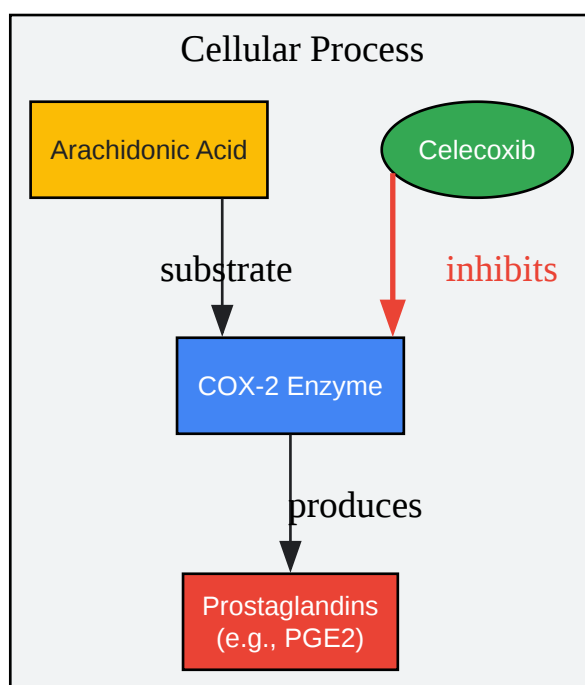 Cellular Process
Arachidonic Acid
Celecoxib
substrate
inhibits
COX-2 Enzyme
produces
Prostaglandins
(e.g., PGE2)